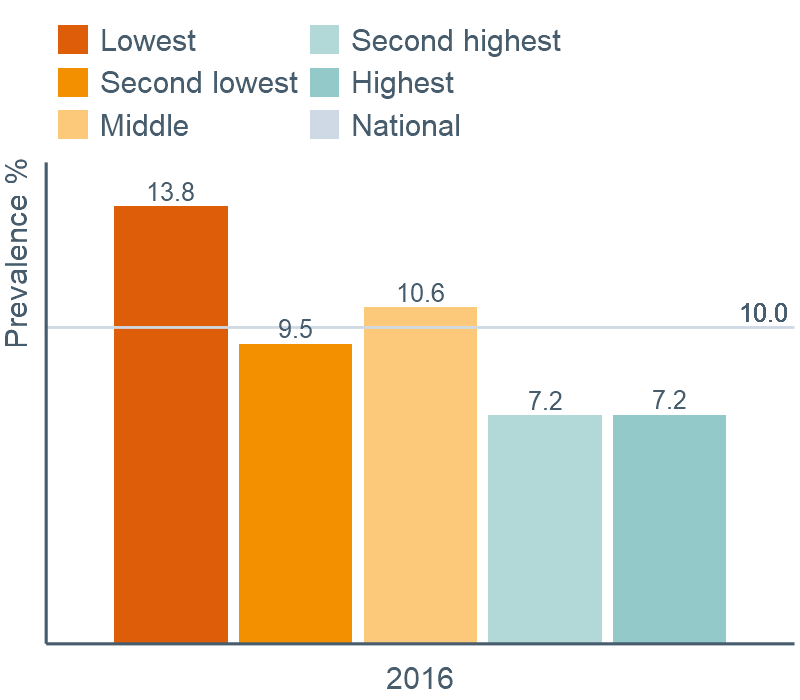 Lowest
Second highest
Second lowest
Highest
Middle
National
Prevalence %
13.8
9.5
10.6
7.2
7.2
10.0
2016